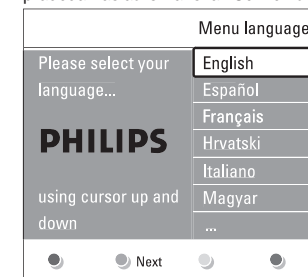 Menu language
Please select your
language...
PHILIPS
using cursor up and
down
English
Español
Français
Hrvatski
Italiano
Magyar
...
Next